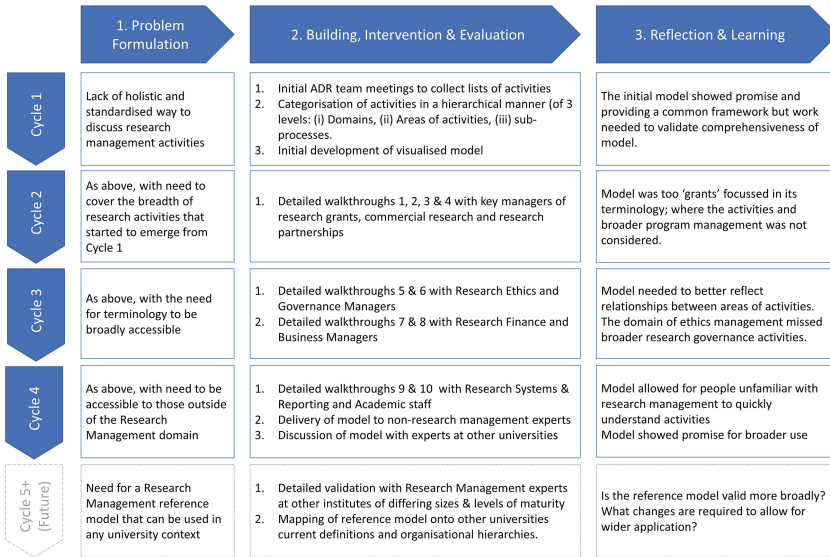 1. Problem
Formulation
2. Building, Intervention & Evaluation
3. Reflection & Learning
Cycle 1
Lack of holistic and
standardised way to
discuss research
management activities
1. Initial ADR team meetings to collect lists of activities
2. Categorisation of activities in a hierarchical manner (of 3
levels: (i) Domains, (ii) Areas of activities, (iii) sub-
processes.
3. Initial development of visualised model
The initial model showed promise and
providing a common framework but work
needed to validate comprehensiveness of
model.
Cycle 2
As above, with need to
cover the breadth of
research activities that
started to emerge from
Cycle 1
1. Detailed walkthroughs 1, 2, 3 & 4 with key managers of
research grants, commercial research and research
partnerships
Model was too ‘grants’ focussed in its
terminology; where the activities and
broader program management was not
considered.
Cycle 3
As above, with the need
for terminology to be
broadly accessible
1. Detailed walkthroughs 5 & 6 with Research Ethics and
Governance Managers
2. Detailed walkthroughs 7 & 8 with Research Finance and
Business Managers
Model needed to better reflect
relationships between areas of activities.
The domain of ethics management missed
broader research governance activities.
Cycle 4
As above, with need to be
accessible to those outside
of the Research
Management domain
1. Detailed walkthroughs 9 & 10 with Research Systems &
Reporting and Academic staff
2. Delivery of model to non-research management experts
3. Discussion of model with experts at other universities
Model allowed for people unfamiliar with
research management to quickly
understand activities
Model showed promise for broader use
Cycle 5+
(Future)
Need for a Research
Management reference
model that can be used in
any university context
1. Detailed validation with Research Management experts
at other institutes of differing sizes & levels of maturity
2. Mapping of reference model onto other universities
current definitions and organisational hierarchies.
Is the reference model valid more broadly?
What changes are required to allow for
wider application?